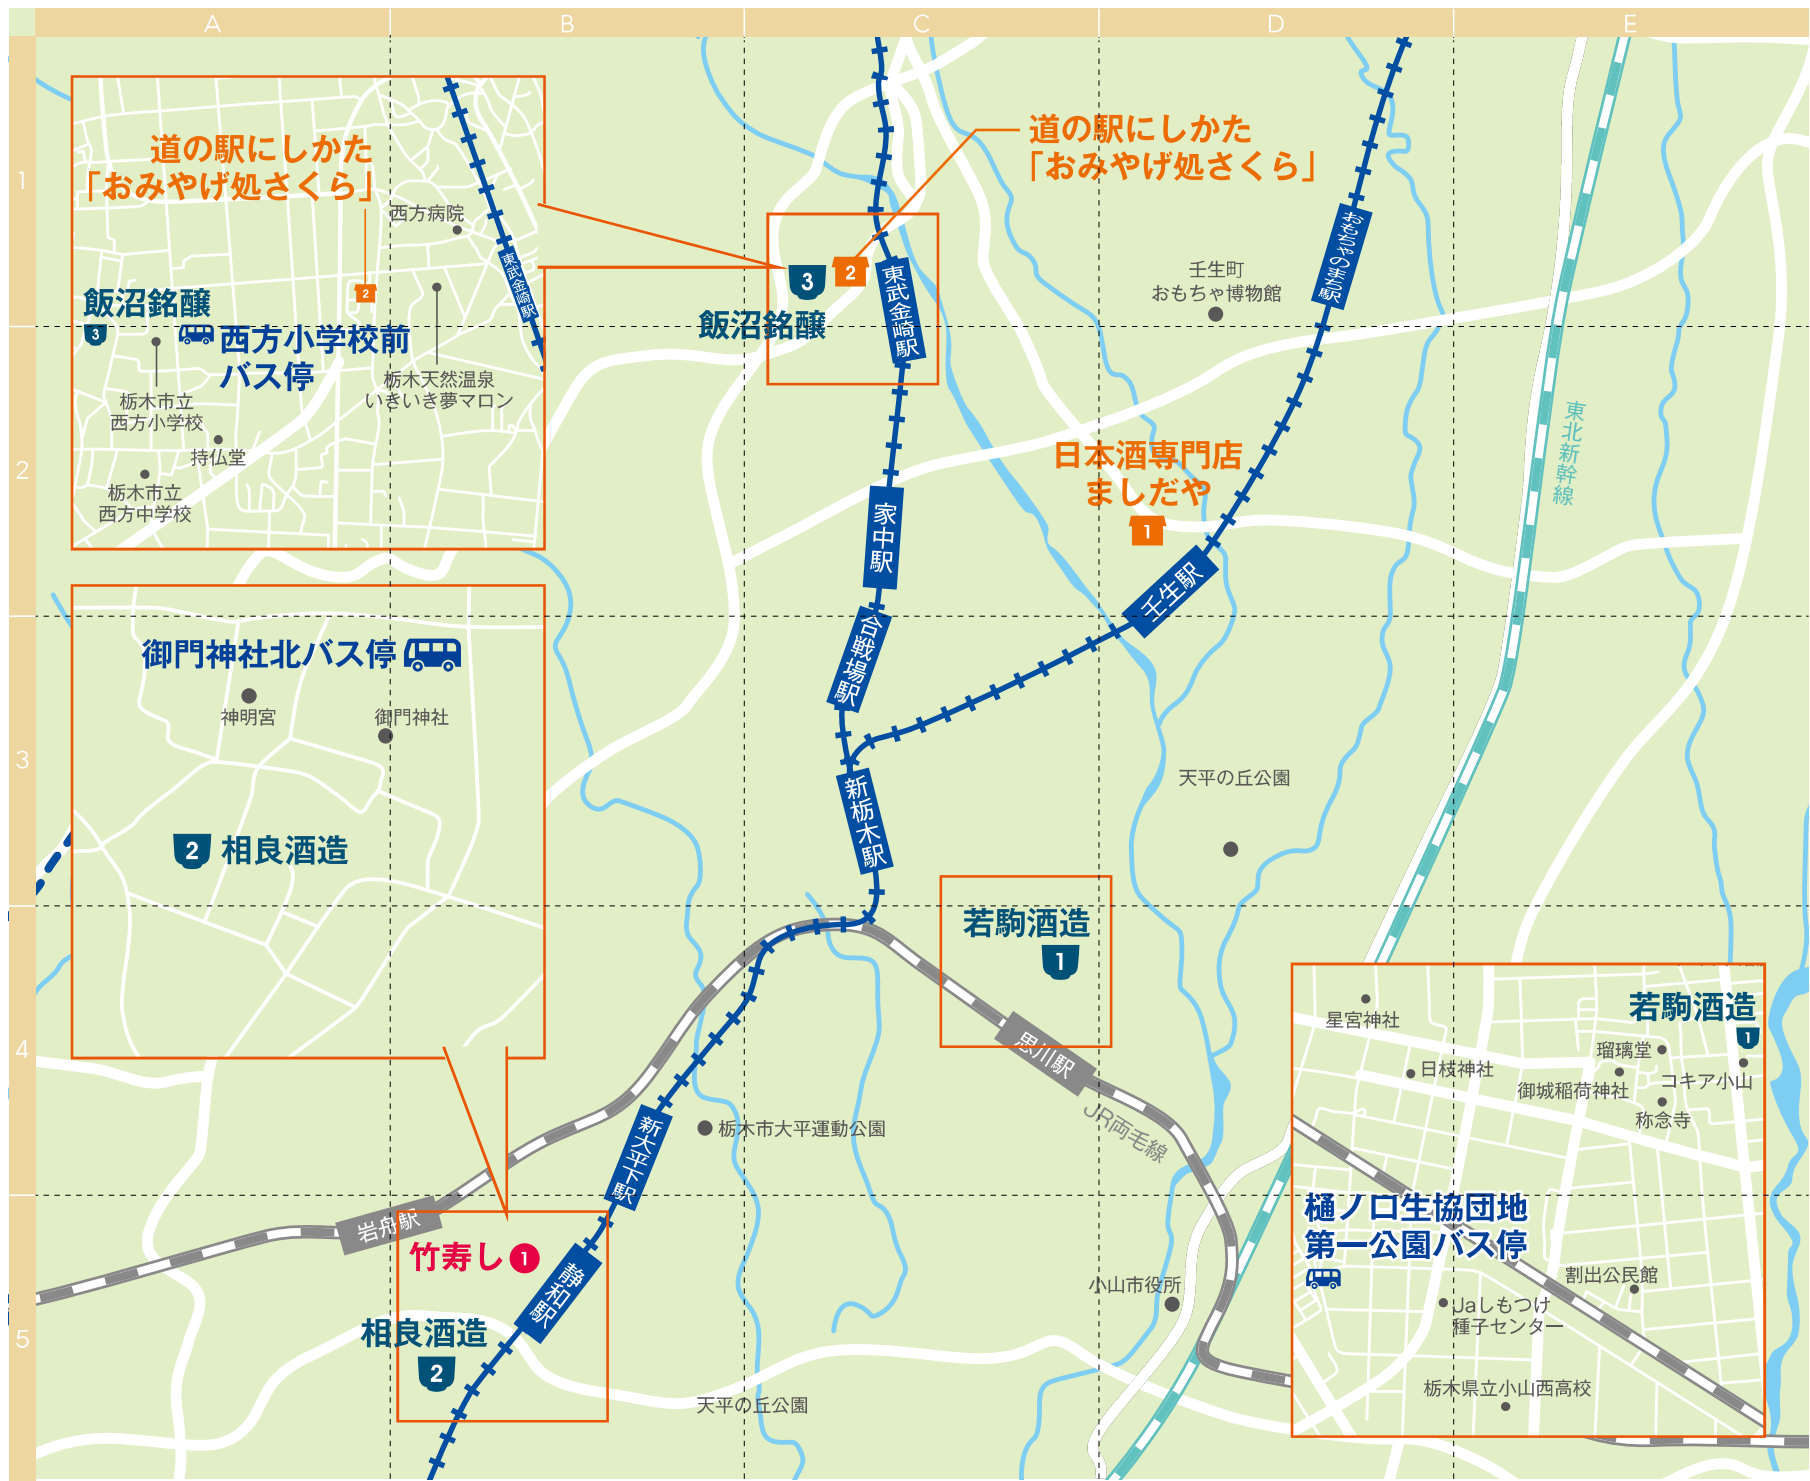 A
B
C
D
E
1
2
3
4
5
道の駅にしかた
「おみやげ処さくら」
西方病院
東武金崎駅
2
飯沼銘醸
3
西方小学校前
バス停
栃木市立
西方小学校
栃木天然温泉
いきいき夢マロン
持仏堂
栃木市立
西方中学校
道の駅にしかた
「おみやげ処さくら」
3
2
飯沼銘醸
東武金崎駅
おもちゃのまち駅
壬生町
おもちゃ博物館
東北新幹線
日本酒専門店
ましだや
1
家中駅
壬生駅
合戦場駅
御門神社北バス停
神明宮
御門神社
2
相良酒造
新栃木駅
天平の丘公園
若駒酒造
1
思川駅
JR両毛線
栃木市大平運動公園
新大平下駅
岩舟駅
竹寿し
1
静和駅
相良酒造
2
天平の丘公園
小山市役所
若駒酒造
1
星宮神社
瑠璃堂
日枝神社
御城稲荷神社
コキア小山
称念寺
樋ノ口生協団地
第一公園バス停
割出公民館
Jaしもつけ
種子センター
栃木県立小山西高校